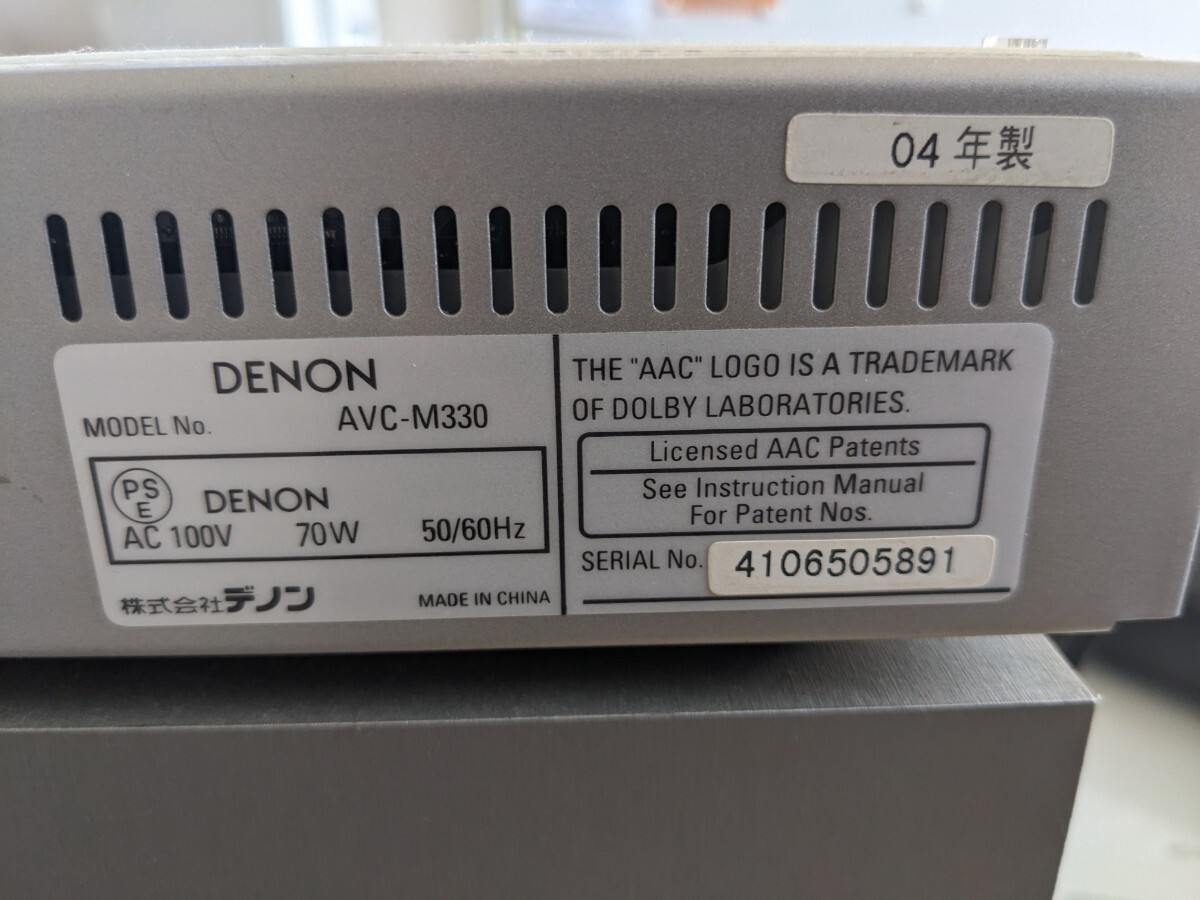 04 年製
DENON
MODEL No. AVC-M330
PSE DENON
AC 100V 70W 50/60Hz
株式会社デノン MADE IN CHINA
THE "AAC" LOGO IS A TRADEMARK
OF DOLBY LABORATORIES.
Licensed AAC Patents
See Instruction Manual
For Patent Nos.
SERIAL No. 4106505891